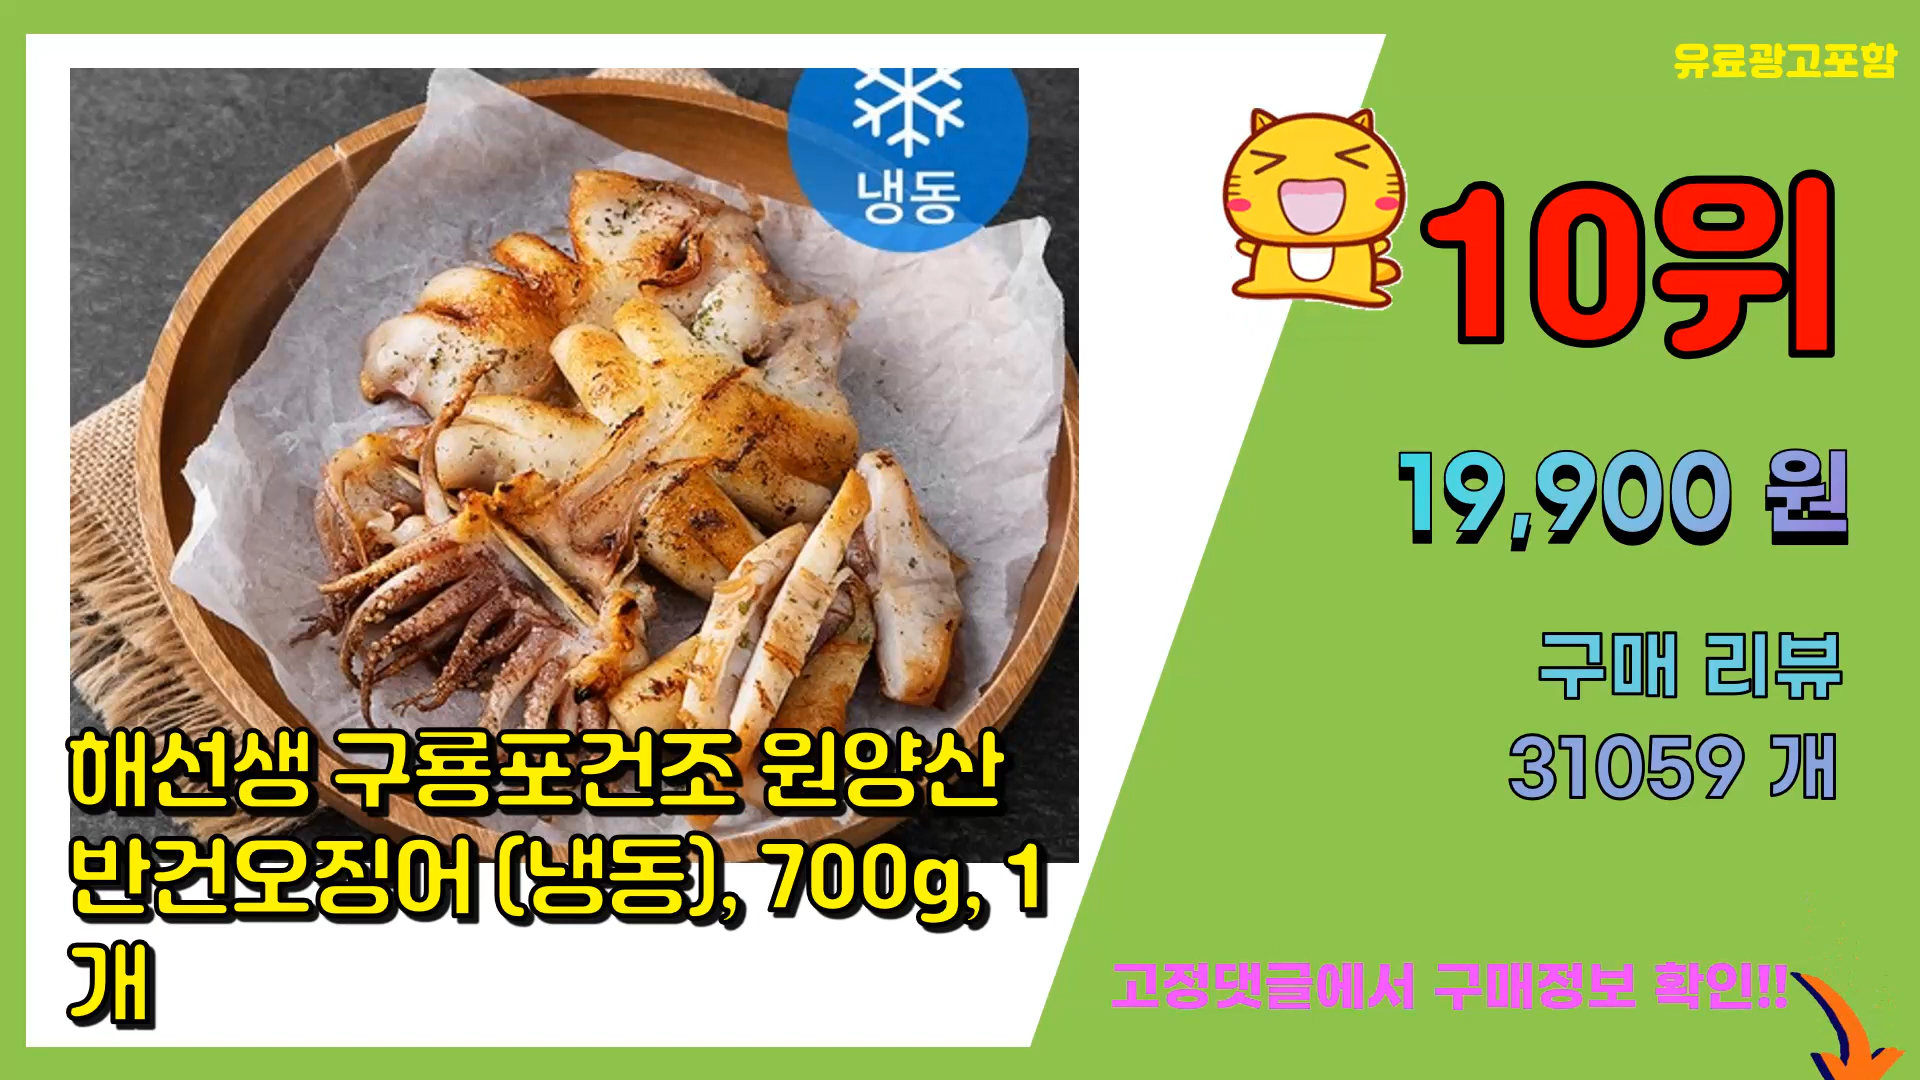 유료광고포함
냉동
10위
19,900 원
구매 리뷰
31059 개
해선생 구룡포건조 원양산
반건오징어 (냉동), 700g, 1
개
고정댓글에서 구매정보 확인!!